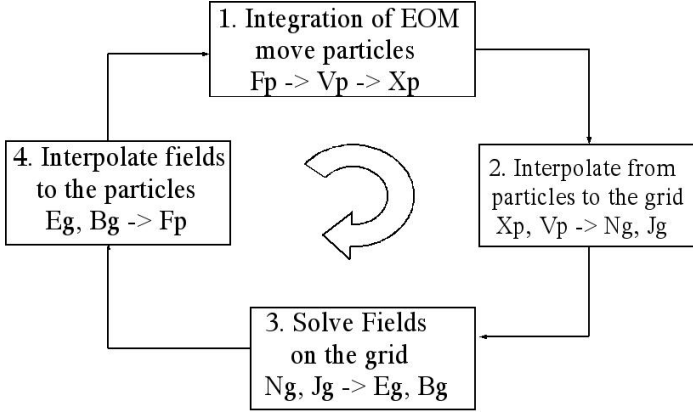 1. Integration of EOM
move particles
Fp -> Vp -> Xp
2. Interpolate from
particles to the grid
Xp, Vp -> Ng, Jg
3. Solve Fields
on the grid
Ng, Jg -> Eg, Bg
4. Interpolate fields
to the particles
Eg, Bg -> Fp